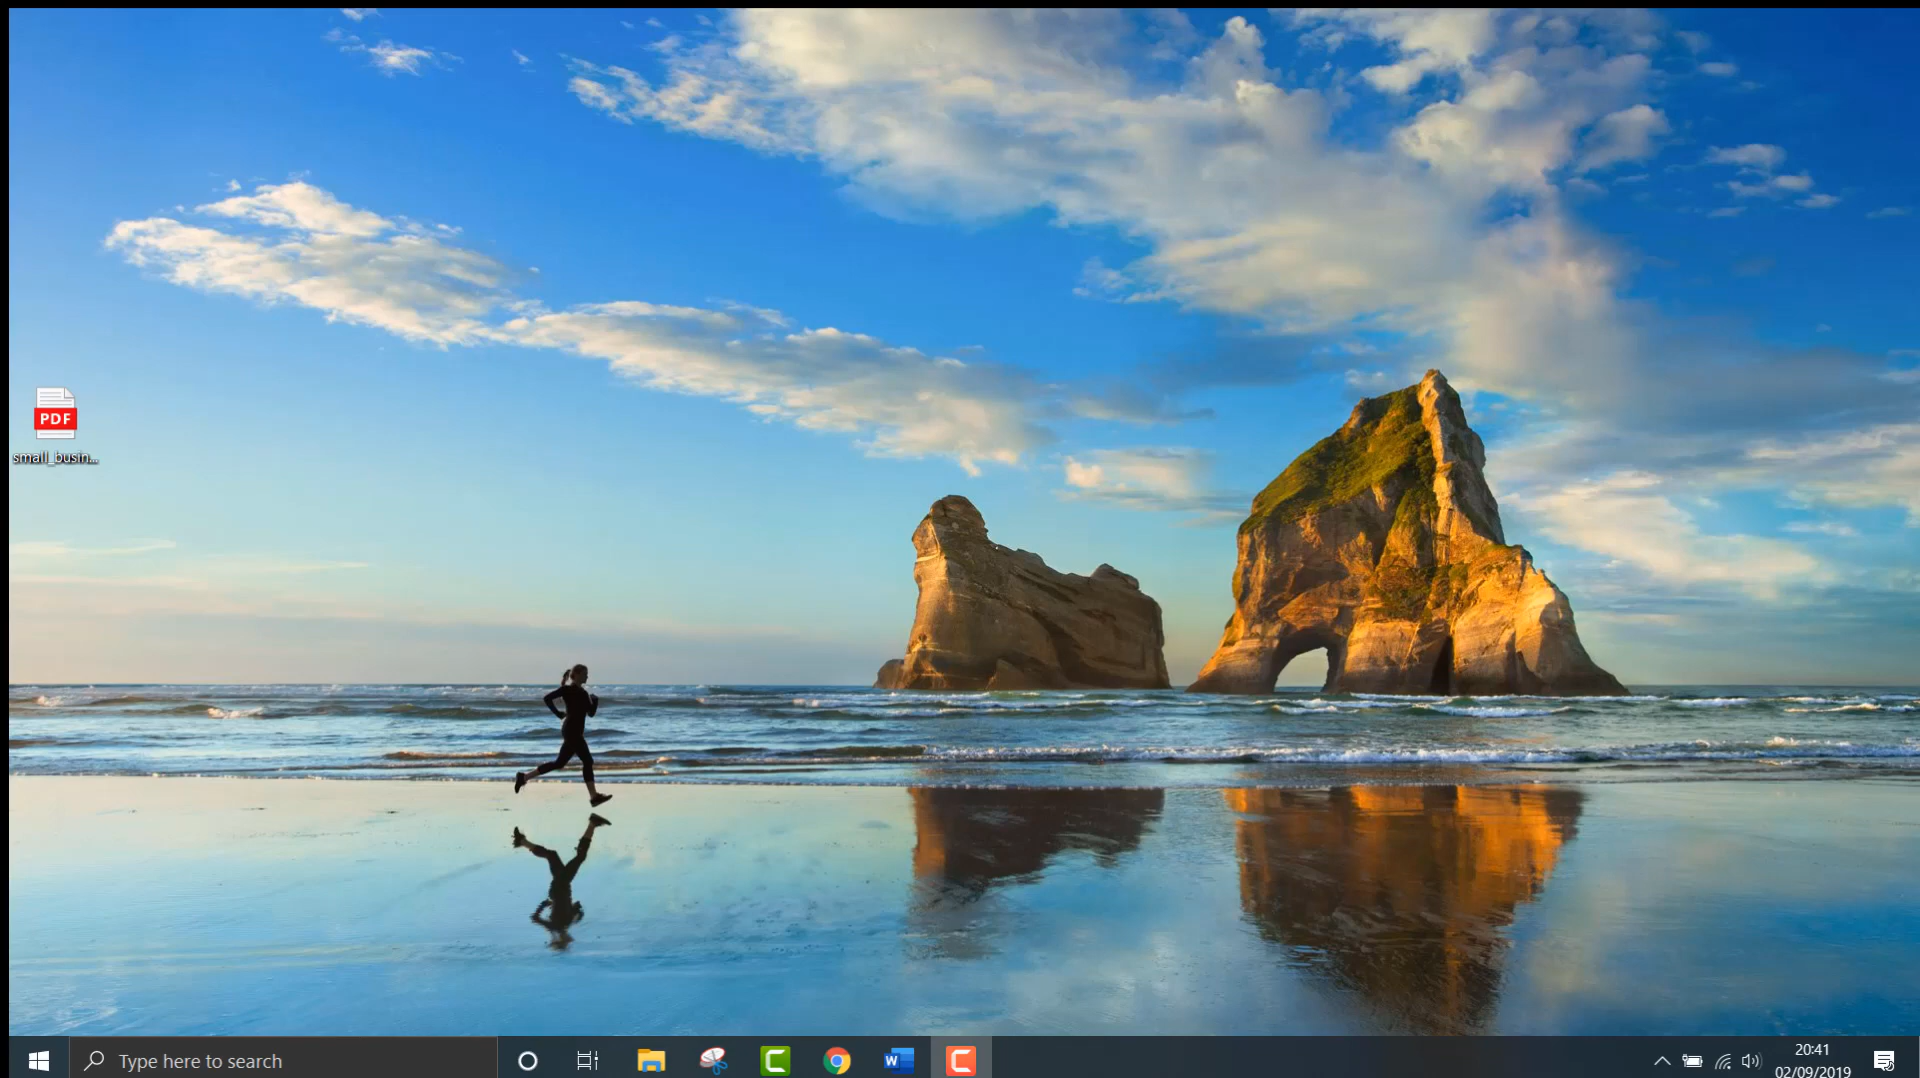 PDF
small_busin...
Type here to search
20:41
02/09/2019